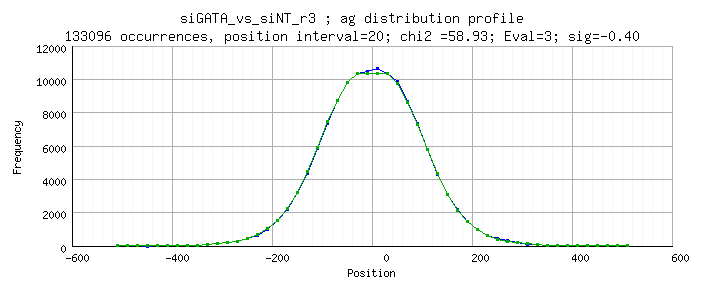 siGATA_vs_siNT_r3 ; ag distribution profile
133096 occurrences, position interval=20; chi2 =58.93; Eval=3; sig=-0.40
12000
10000
8000
6000
4000
2000
0
Frequency
-600 -400 -200 0 200 400 600
Position